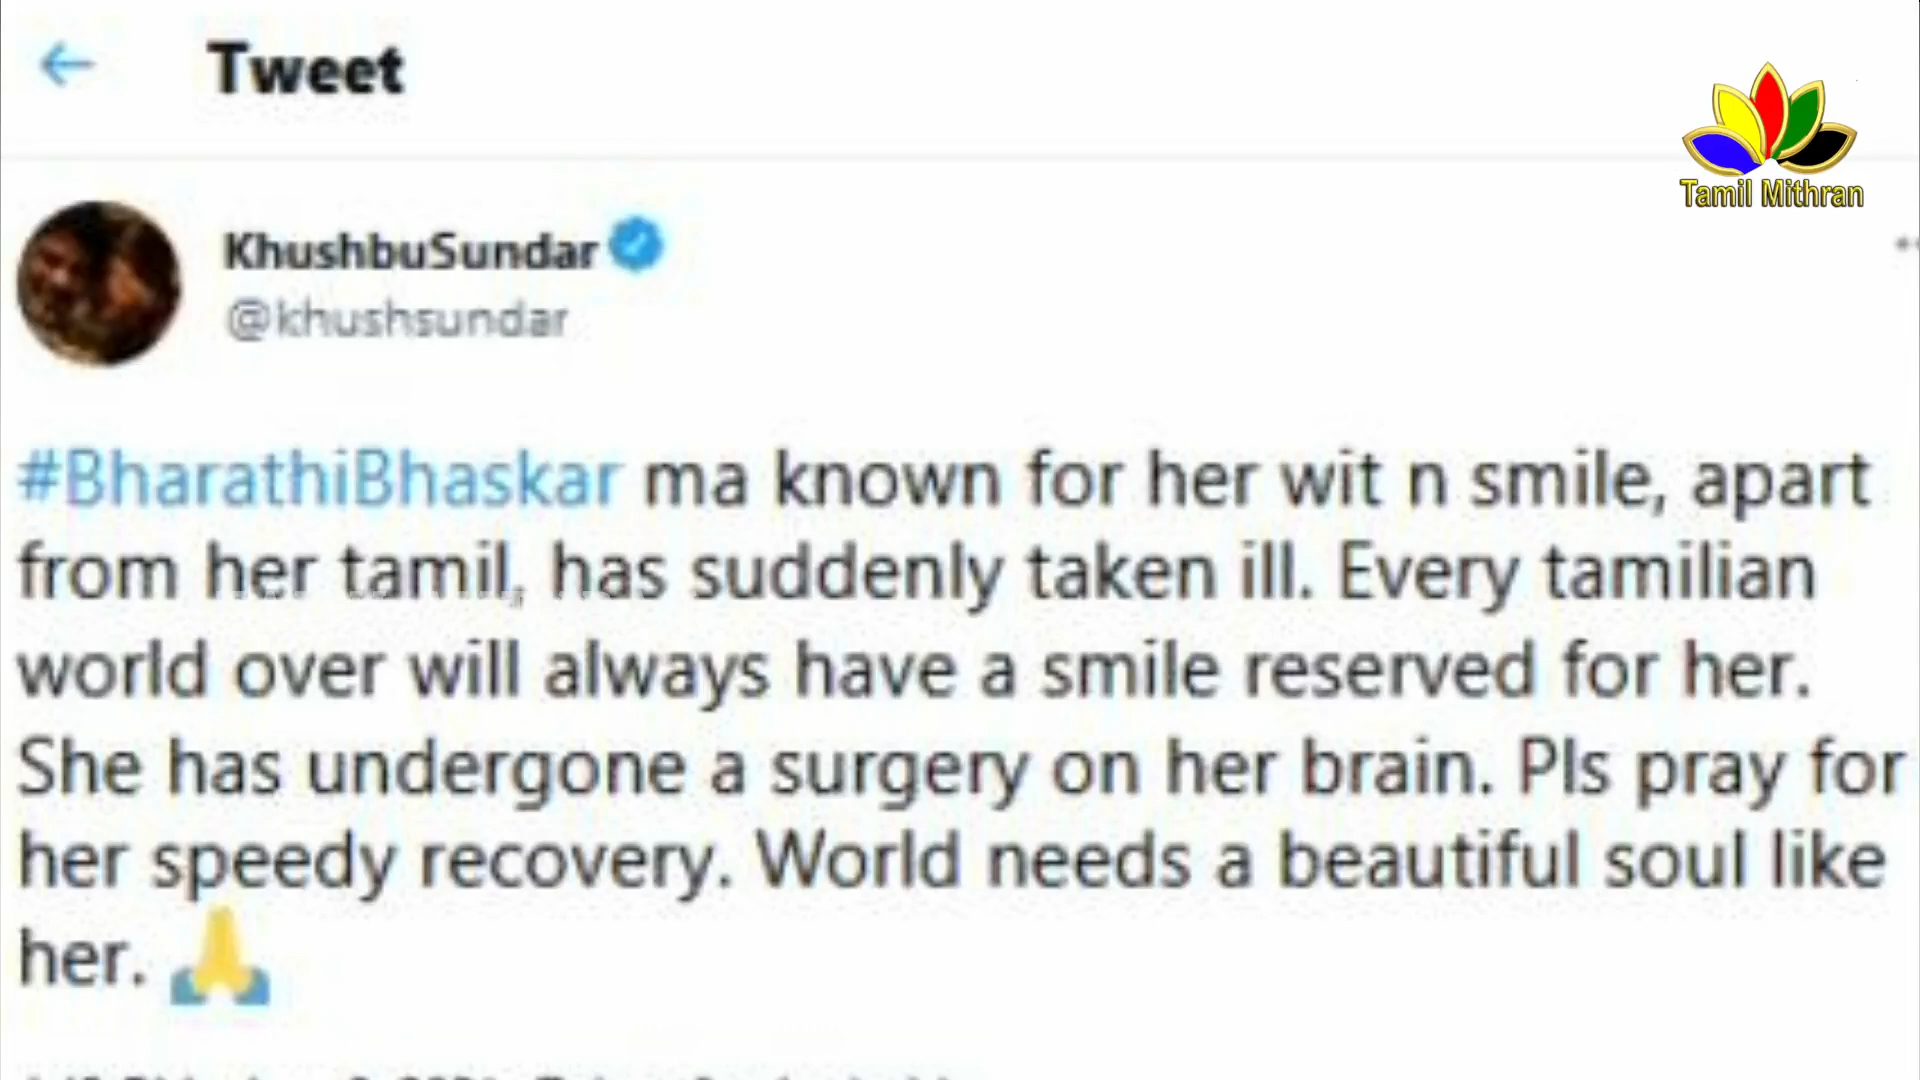 Tweet
Tamil Mithran
KhushbuSundar
@khushsundar
#BharathiBhaskar ma known for her wit n smile, apart
from her tamil, has suddenly taken ill. Every tamilian
world over will always have a smile reserved for her.
She has undergone a surgery on her brain. Pls pray for
her speedy recovery. World needs a beautiful soul like
her. 🙏